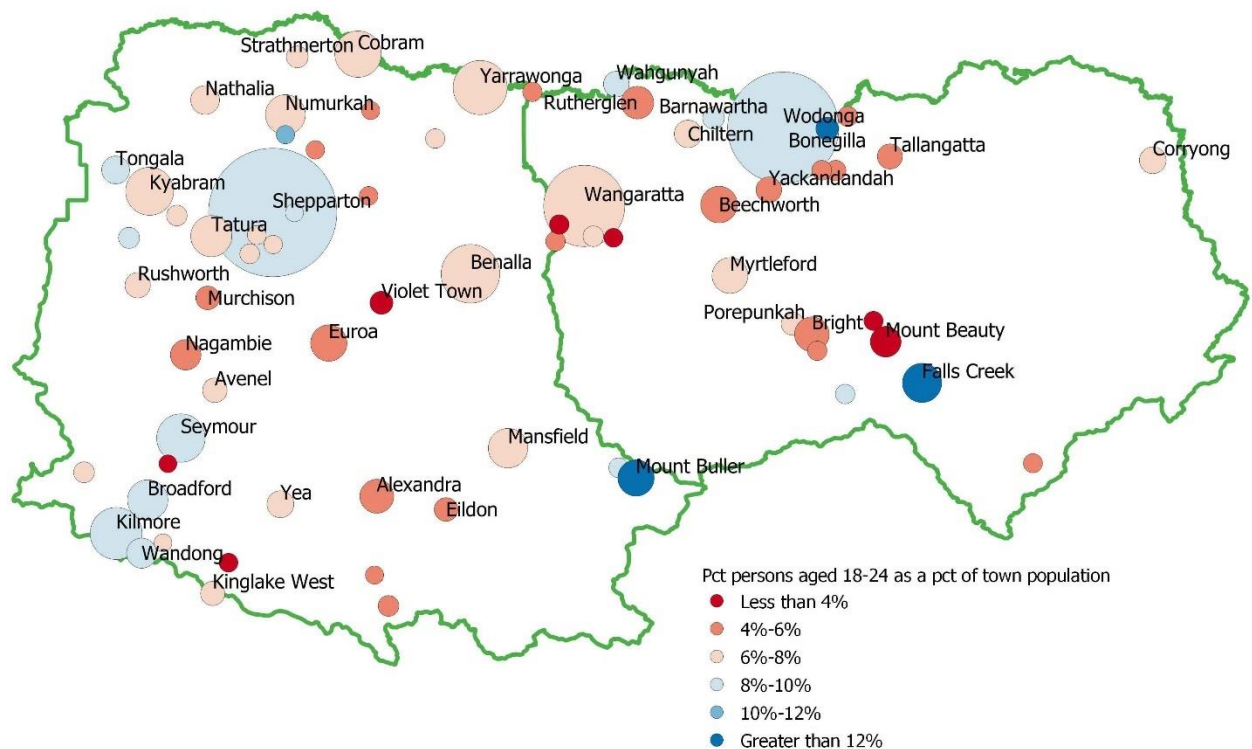 Strathmerton
Cobram
Nathalia
Numurkah
Yarrawonga
Rutherglen
Wahgunyah
Barnawartha
Chiltern
Wodonga
Bonegilla
Tallangatta
Corryong
Tongala
Kyabram
Shepparton
Tatura
Wangaratta
Yackandandah
Beechworth
Rushworth
Murchison
Violet Town
Benalla
Myrtleford
Porepunkah
Bright
Mount Beauty
Nagambie
Euroa
Avenel
Falls Creek
Seymour
Mansfield
Mount Buller
Broadford
Yea
Alexandra
Eildon
Kilmore
Wandong
Kinglake West
Pct persons aged 18-24 as a pct of town population
Less than 4%
4%-6%
6%-8%
8%-10%
10%-12%
Greater than 12%